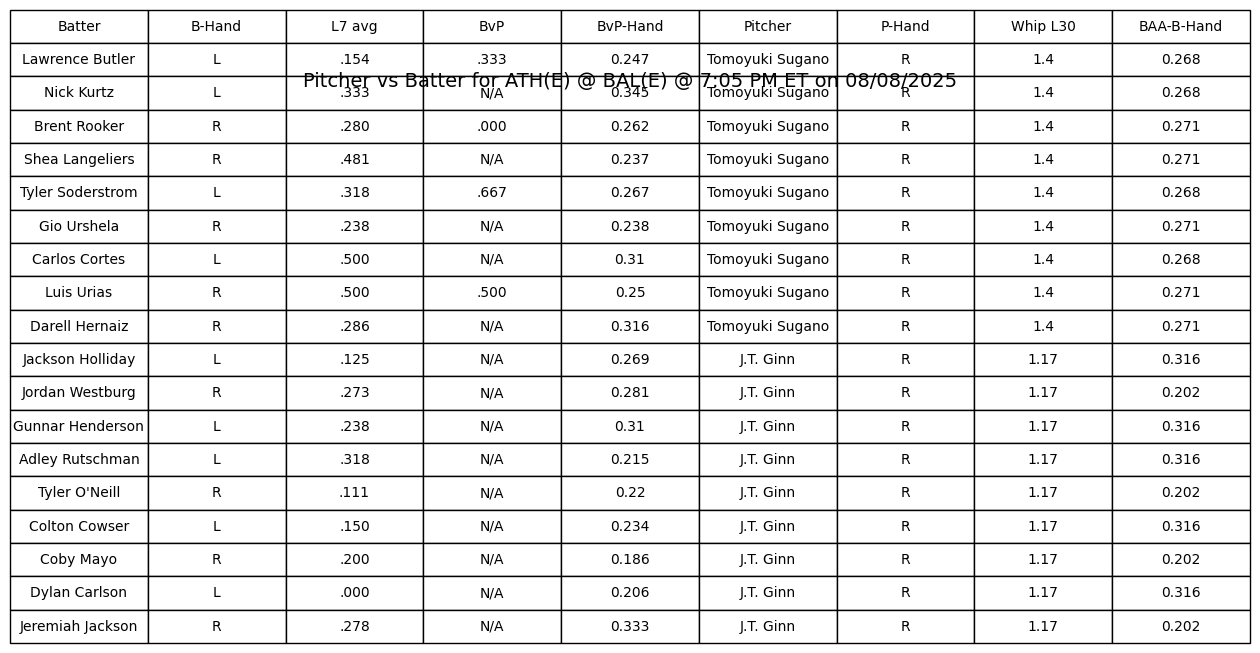 Batter B-Hand L7 avg BvP BvP-Hand Pitcher P-Hand Whip L30 BAA-B-Hand
Lawrence Butler L .154 .333 0.247 Tomoyuki Sugano R 1.4 0.268
Pitcher vs Batter for ATH(E) @ BAL(E) @ 7:05 PM ET on 08/08/2025
Nick Kurtz L .333 N/A 0.345 Tomoyuki Sugano R 1.4 0.268
Brent Rooker R .280 .000 0.262 Tomoyuki Sugano R 1.4 0.271
Shea Langeliers R .481 N/A 0.237 Tomoyuki Sugano R 1.4 0.271
Tyler Soderstrom L .318 .667 0.267 Tomoyuki Sugano R 1.4 0.268
Gio Urshela R .238 N/A 0.238 Tomoyuki Sugano R 1.4 0.271
Carlos Cortes L .500 N/A 0.31 Tomoyuki Sugano R 1.4 0.268
Luis Urias R .500 .500 0.25 Tomoyuki Sugano R 1.4 0.271
Darell Hernaiz R .286 N/A 0.316 Tomoyuki Sugano R 1.4 0.271
Jackson Holliday L .125 N/A 0.269 J.T. Ginn R 1.17 0.316
Jordan Westburg R .273 N/A 0.281 J.T. Ginn R 1.17 0.202
Gunnar Henderson L .238 N/A 0.31 J.T. Ginn R 1.17 0.316
Adley Rutschman L .318 N/A 0.215 J.T. Ginn R 1.17 0.316
Tyler O'Neill R .111 N/A 0.22 J.T. Ginn R 1.17 0.202
Colton Cowser L .150 N/A 0.234 J.T. Ginn R 1.17 0.316
Coby Mayo R .200 N/A 0.186 J.T. Ginn R 1.17 0.202
Dylan Carlson L .000 N/A 0.206 J.T. Ginn R 1.17 0.316
Jeremiah Jackson R .278 N/A 0.333 J.T. Ginn R 1.17 0.202